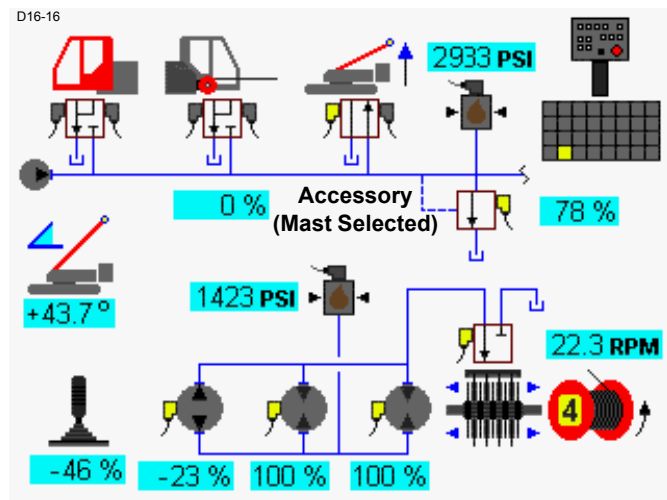 D16-16
2933 PSI
0 %
Accessory
(Mast Selected)
78 %
+43.7°
1423 PSI
22.3 RPM
4
-46 %
-23 %
100 %
100 %